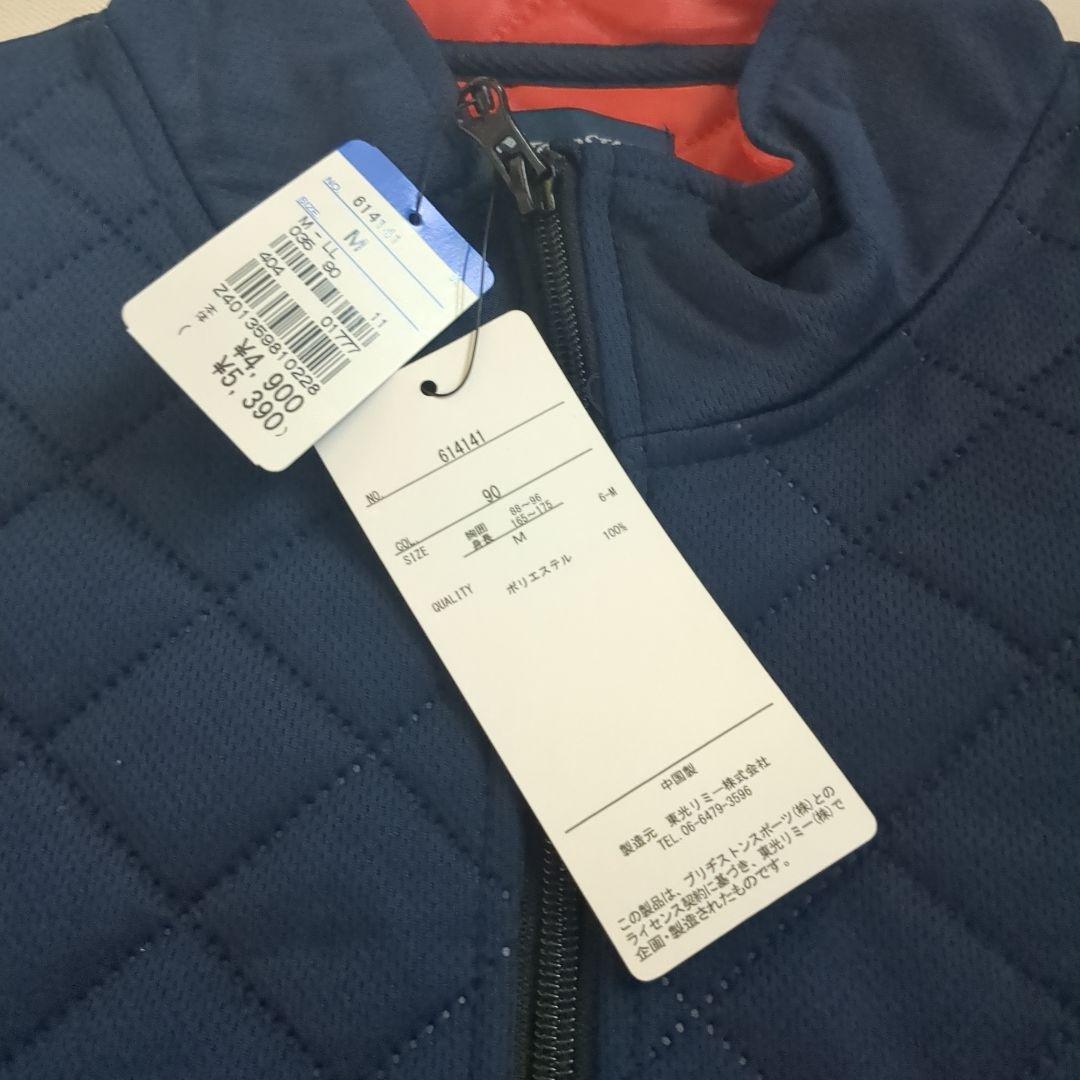 NO. 614141
SIZE M
M - LL
036 90
11
404 01777
Z401359810228
¥4,900
¥5,390)
NO. 614141
COL. 90
SIZE 胸囲 88~96 6-M
身長 165~175
M
QUALITY ポリエステル 100%
中国製
製造元 東光リミー株式会社
TEL.06-6479-3596
この製品は、ブリヂストンスポーツ(株)との
ライセンス契約に基づき、東光リミー(株)で
企画・製造されたものです。